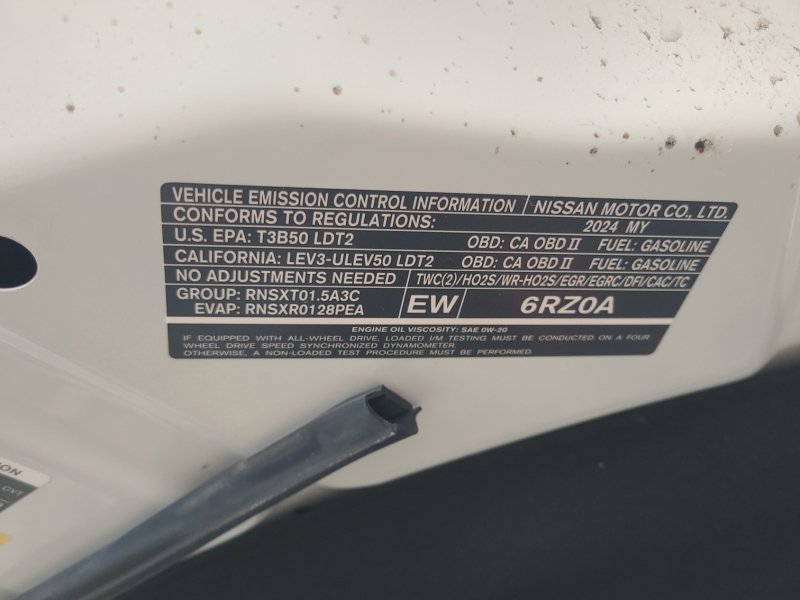 VEHICLE EMISSION CONTROL INFORMATION NISSAN MOTOR CO., LTD.
CONFORMS TO REGULATIONS: 2024 MY
U.S. EPA: T3B50 LDT2 OBD: CA OBD II FUEL: GASOLINE
CALIFORNIA: LEV3-ULEV50 LDT2 OBD: CA OBD II FUEL: GASOLINE
NO ADJUSTMENTS NEEDED TWC(2)/HO2S/WR-HO2S/EGR/EGRC/DFI/CAC/TC
GROUP: RNSXT01.5A3C EW 6RZ0A
EVAP: RNSXR0128PEA
ENGINE OIL VISCOSITY: SAE 0W-20
IF EQUIPPED WITH ALL-WHEEL DRIVE, LOADED I/M TESTING MUST BE CONDUCTED ON A FOUR
WHEEL DRIVE SPEED SYNCHRONIZED DYNAMOMETER.
OTHERWISE, A NON-LOADED TEST PROCEDURE MUST BE PERFORMED.
ON
CVT